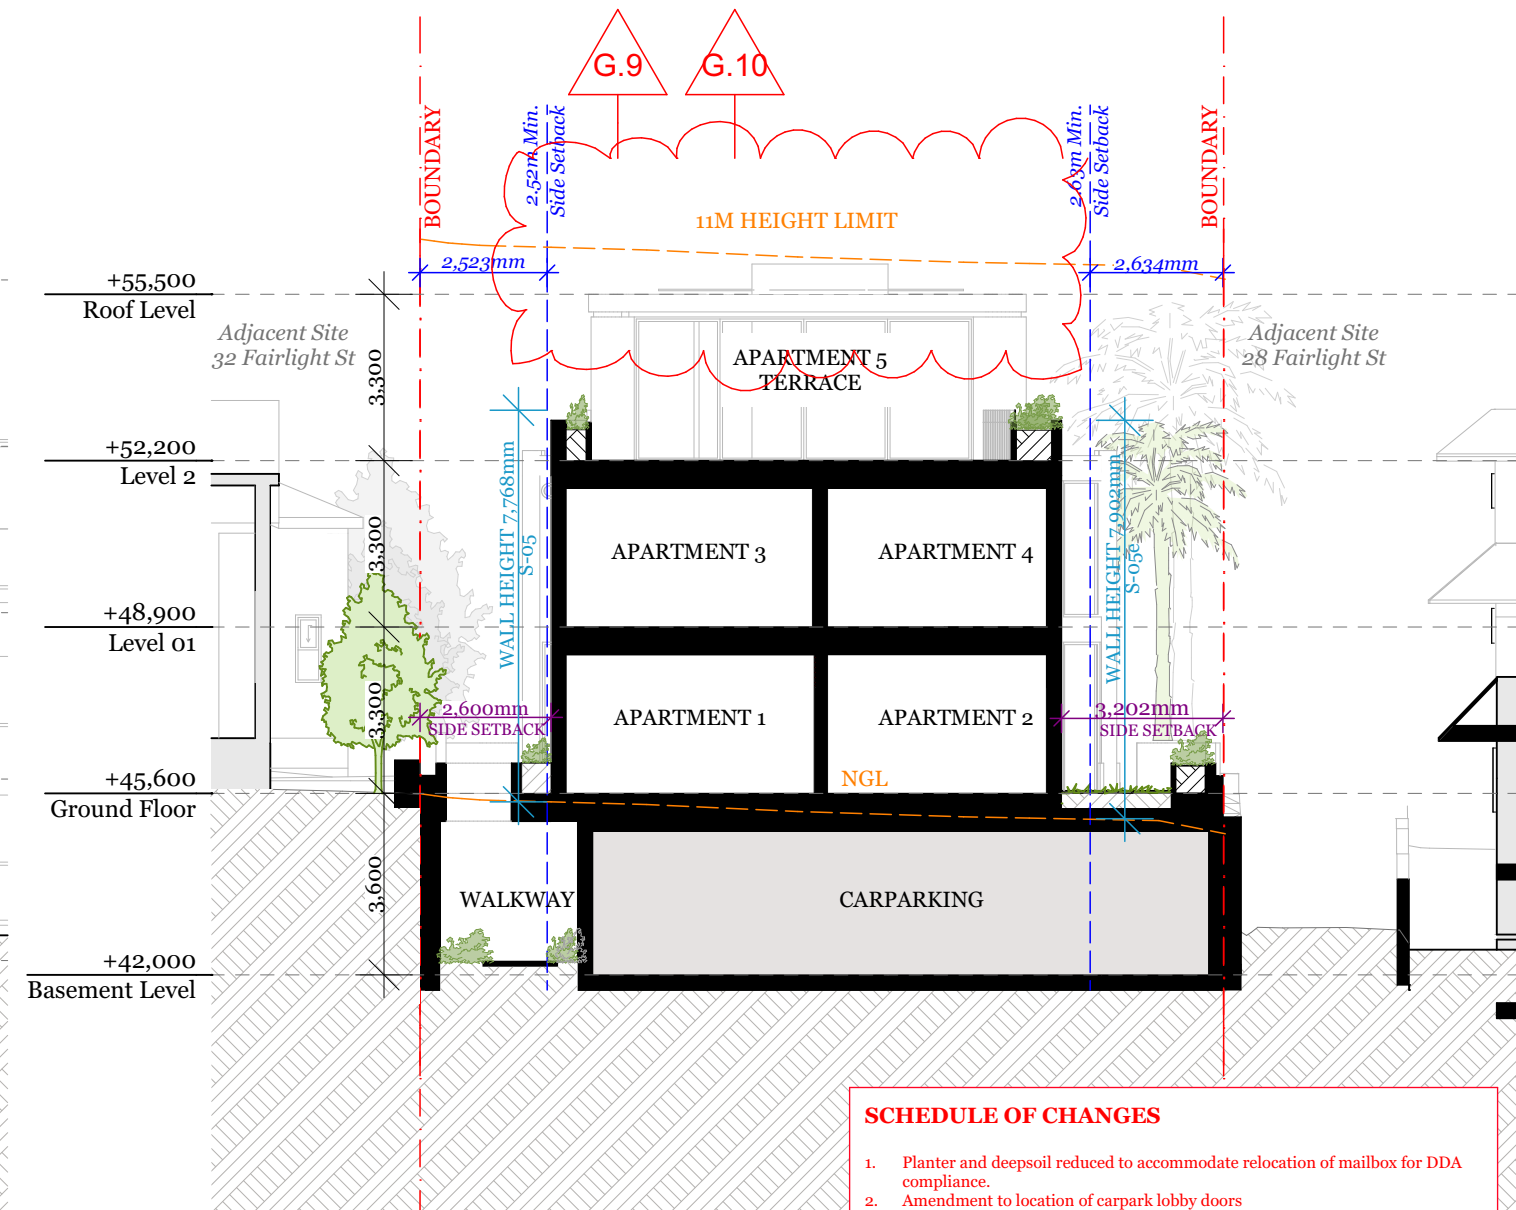 G.9
G.10
BOUNDARY
2.52m Min.
Side Setback
2.63m Min.
Side Setback
BOUNDARY
11M HEIGHT LIMIT
2,523mm
2,634mm
+55,500
Roof Level
Adjacent Site
32 Fairlight St
Adjacent Site
28 Fairlight St
APARTMENT 5
TERRACE
3,300
+52,200
Level 2
WALL HEIGHT 7,768mm
S-05
WALL HEIGHT 7,902mm
S-05e
APARTMENT 3
APARTMENT 4
3,300
+48,900
Level 01
3,300
2,600mm
SIDE SETBACK
APARTMENT 1
APARTMENT 2
3,202mm
SIDE SETBACK
+45,600
Ground Floor
NGL
3,600
WALKWAY
CARPARKING
+42,000
Basement Level
SCHEDULE OF CHANGES
1. Planter and deepsoil reduced to accommodate relocation of mailbox for DDA
compliance.
2. Amendment to location of carpark lobby doors